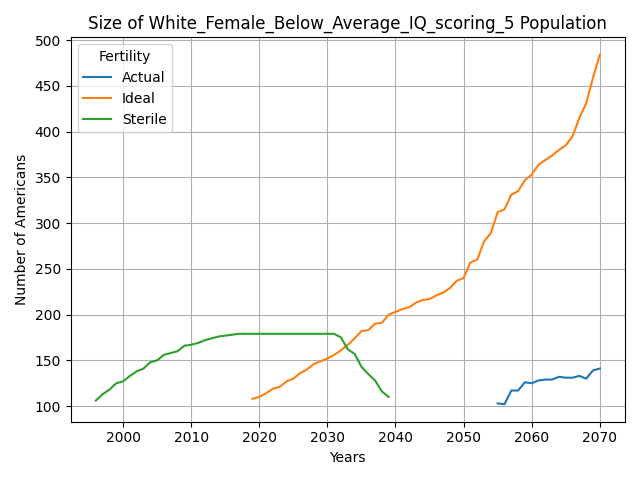 Size of White_Female_Below_Average_IQ_scoring_5 Population
Number of Americans
500
450
400
350
300
250
200
150
100
Fertility
Actual
Ideal
Sterile
2000 2010 2020 2030 2040 2050 2060 2070
Years